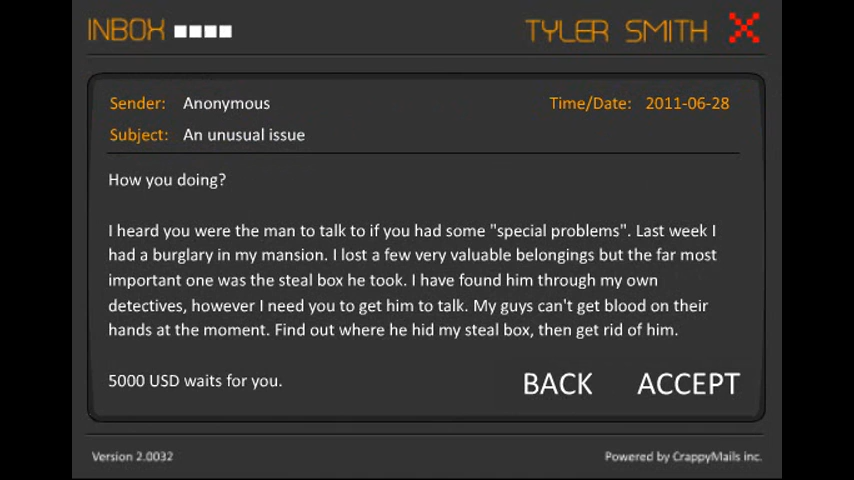 INBOX TYLER SMITH
Sender: Anonymous Time/Date: 2011-06-28
Subject: An unusual issue
How you doing?
I heard you were the man to talk to if you had some "special problems". Last week I
had a burglary in my mansion. I lost a few very valuable belongings but the far most
important one was the steal box he took. I have found him through my own
detectives, however I need you to get him to talk. My guys can't get blood on their
hands at the moment. Find out where he hid my steal box, then get rid of him.
5000 USD waits for you.
BACK ACCEPT
Version 2.0032 Powered by CrappyMails inc.